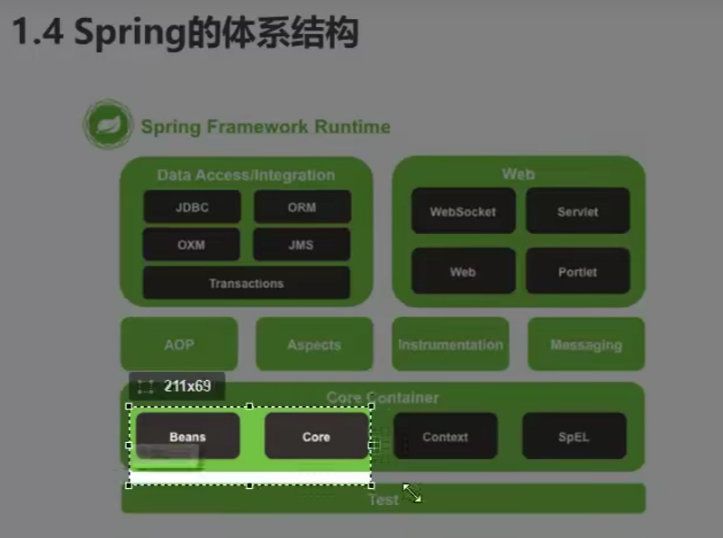 1.4 Spring的体系结构
Spring Framework Runtime
Data Access/Integration
JDBC ORM
OXM JMS
Transactions
Web
WebSocket Servlet
Web Portlet
AOP Aspects Instrumentation Messaging
211x69
Core Container
Beans Core Context SpEL
Test